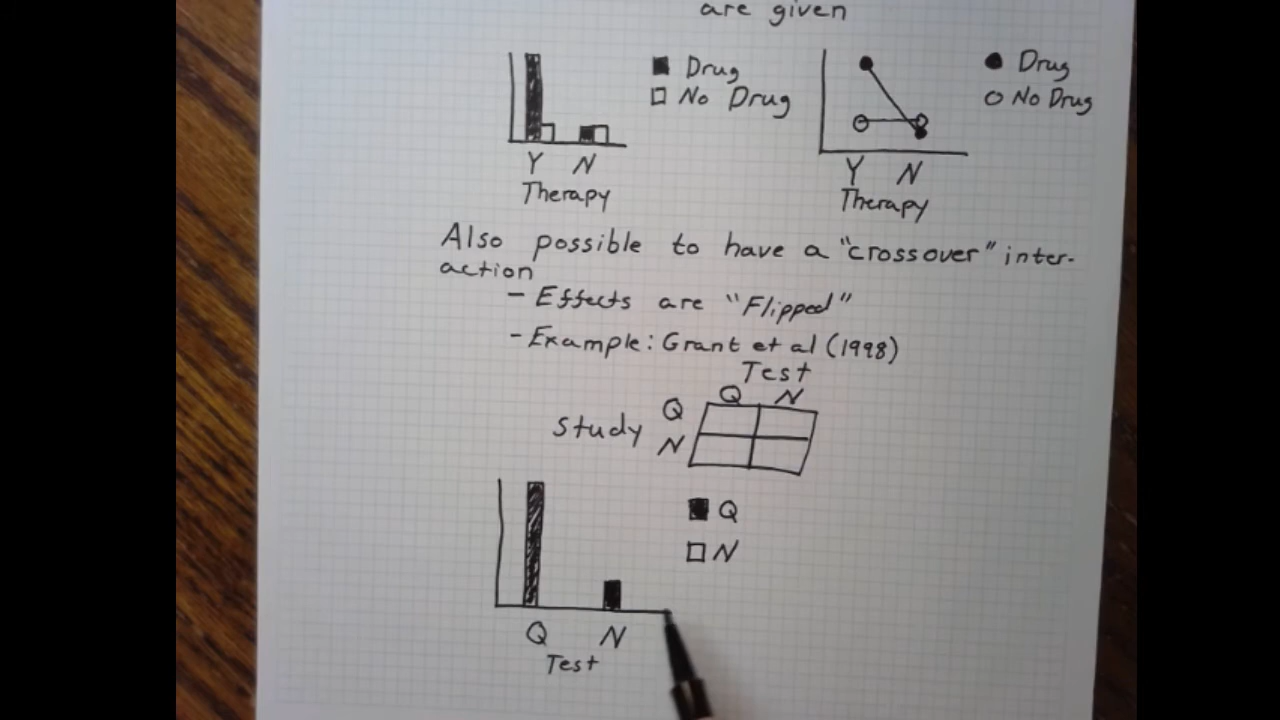 are given
Drug
No Drug
Y N
Therapy
Drug
No Drug
Y N
Therapy
Also possible to have a "crossover" inter-
action
- Effects are "Flipped"
- Example: Grant et al (1998)
Test
Q N
Study Q
N
Q
N
Q N
Test